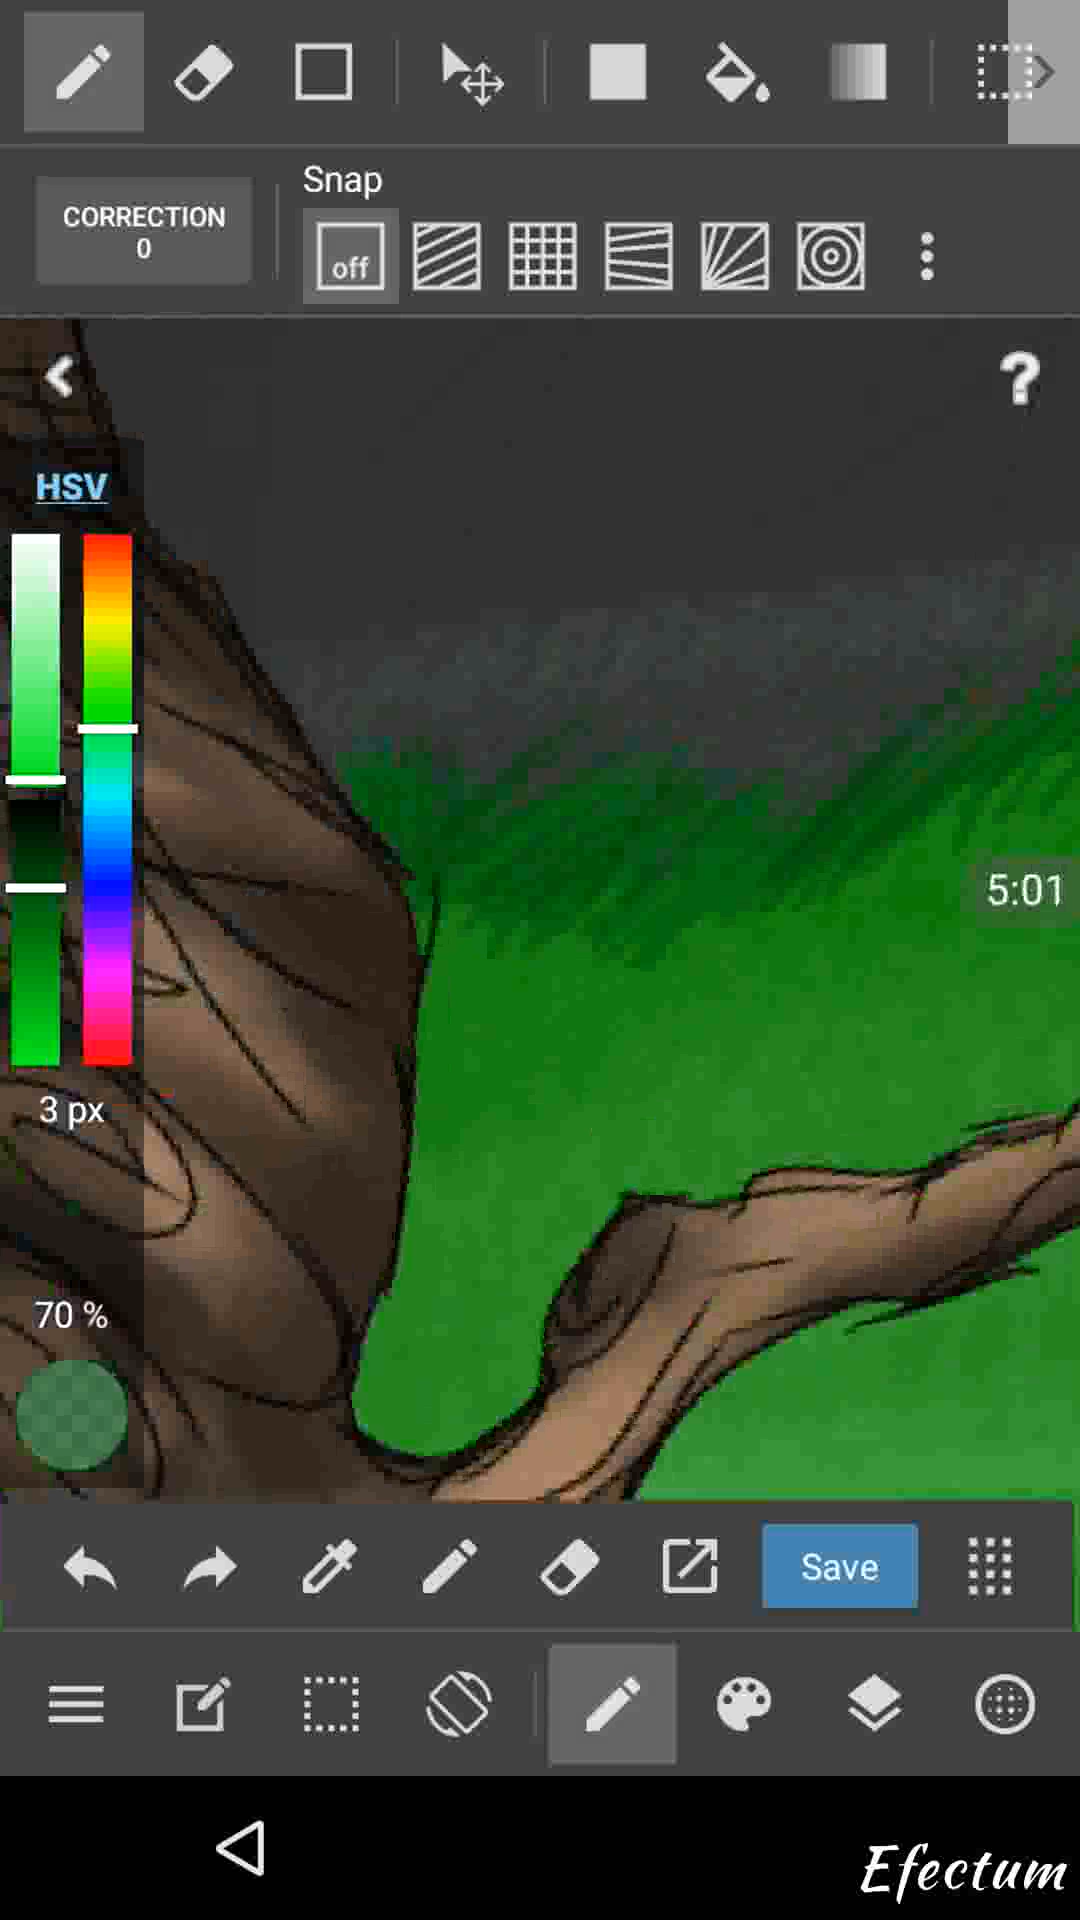 Snap
CORRECTION
0
off
?
HSV
5:01
3 px
70 %
Save
Efectum